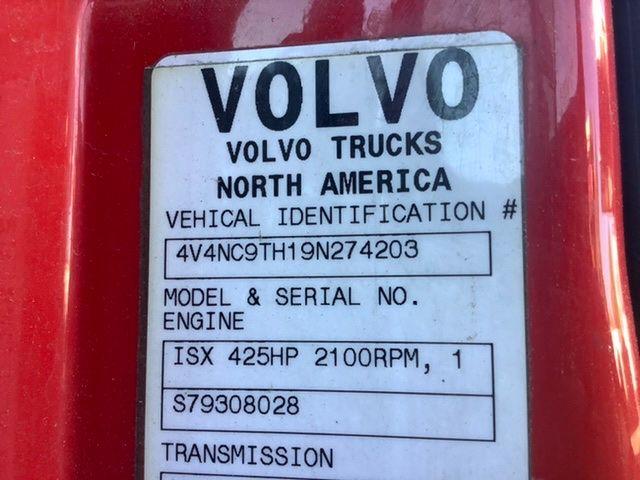 VOLVO
VOLVO TRUCKS
NORTH AMERICA
VEHICAL IDENTIFICATION #
4V4NC9TH19N274203
MODEL & SERIAL NO.
ENGINE
ISX 425HP 2100RPM, 1
S79308028
TRANSMISSION